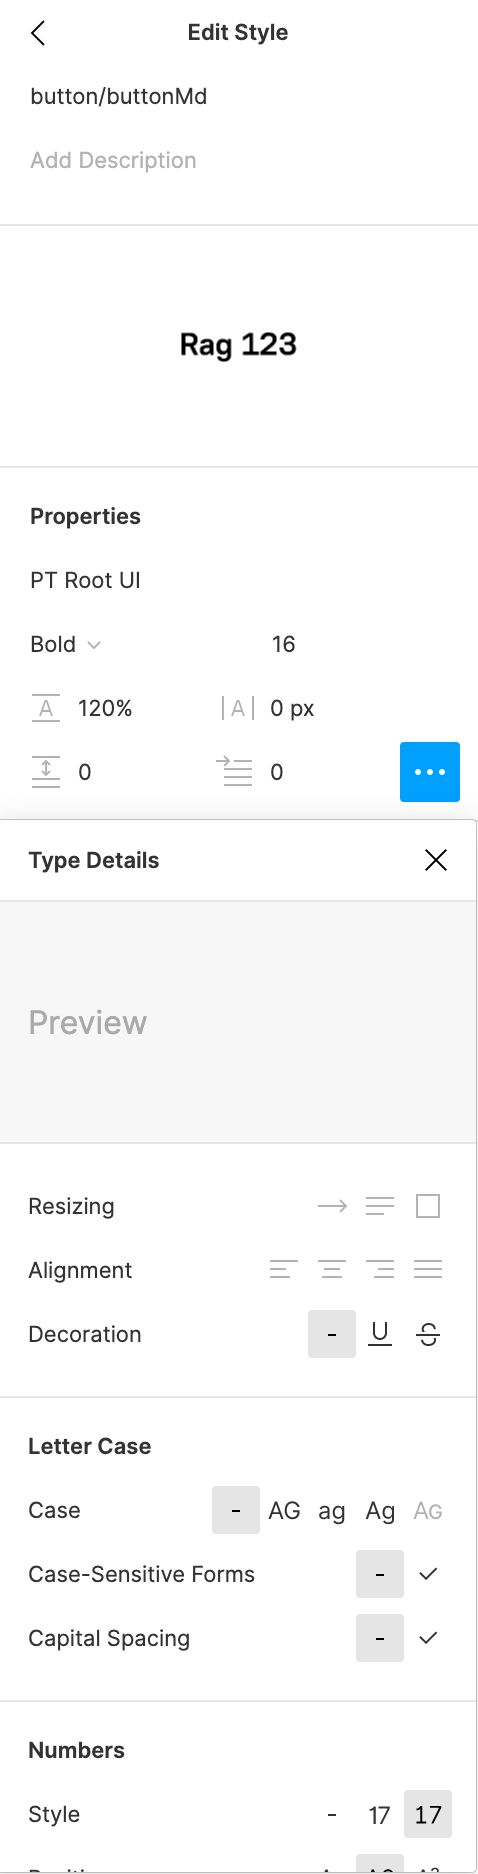 Edit Style
button/buttonMd
Add Description
Rag 123
Properties
PT Root UI
Bold 16
A 120% |A| 0 px
0 0
Type Details
Preview
Resizing
Alignment
Decoration - U S
Letter Case
Case - AG ag Ag AG
Case-Sensitive Forms -
Capital Spacing -
Numbers
Style - 17 17